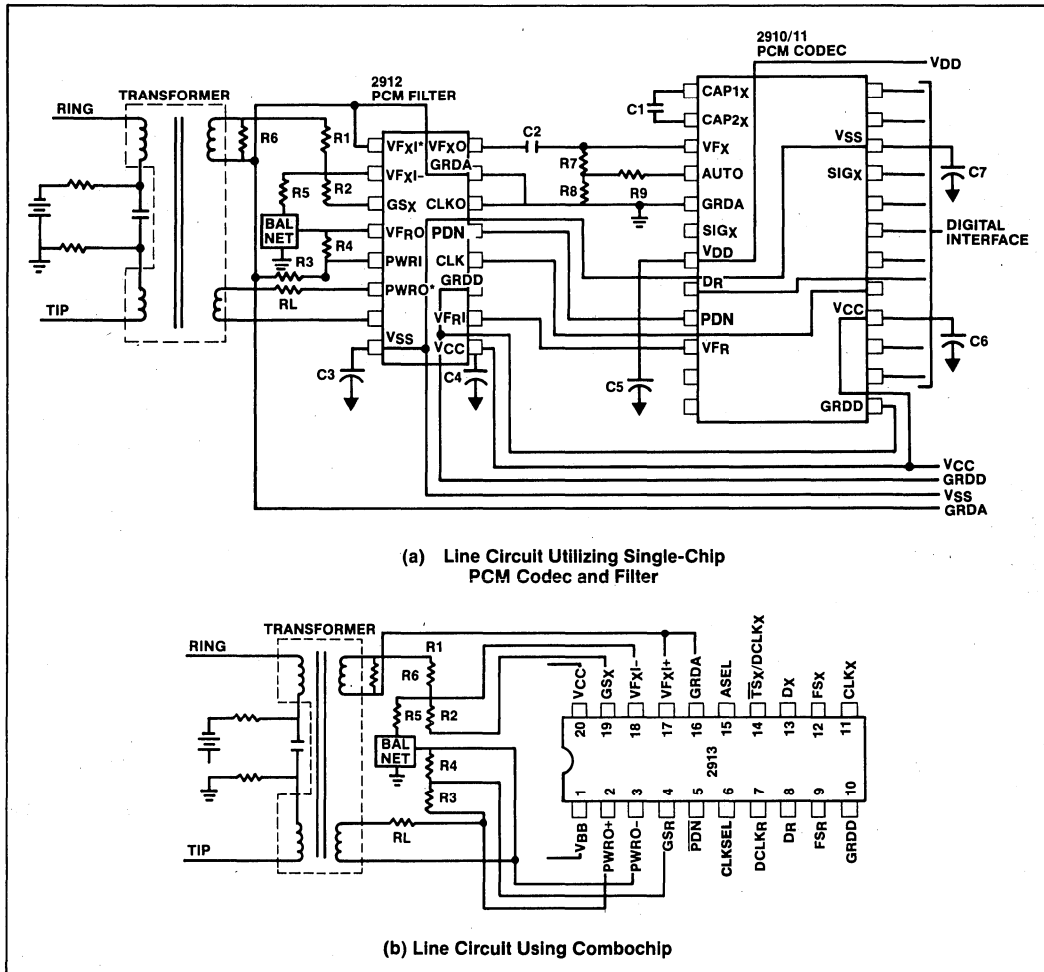 2910/11
PCM CODEC
VDD
2912
PCM FILTER
TRANSFORMER
RING
R6
R1
CAP1X
C1
CAP2X
C2
VFXI*
VFXO
GRDA
VFX
VSS
R7
C7
R5
VFXI-
AUTO
SIGX
R2
R8
R9
GSX
CLKO
GRDA
BAL
NET
VFRO
PDN
SIGX
DIGITAL
INTERFACE
R4
VDD
R3
PWRI
CLK
GRDD
DR
RL
PWRO*
VCC
TIP
VFRI
PDN
VSS
VCC
VFR
C6
C3
C4
C5
GRDD
VCC
GRDD
VSS
GRDA
(a) Line Circuit Utilizing Single-Chip
PCM Codec and Filter
TRANSFORMER
RING
R1
R6
R5
R2
BAL
NET
R4
R3
RL
TIP
VCC
GSX
VFXI-
VFXI+
GRDA
ASEL
TSX/DCLKX
DX
FSX
CLKX
20 19 18 17 16 15 14 13 12 11
2913
1 2 3 4 5 6 7 8 9 10
VBB
PWRO+
PWRO-
GSR
PDN
CLKSEL
DCLKR
DR
FSR
GRDD
(b) Line Circuit Using Combochip